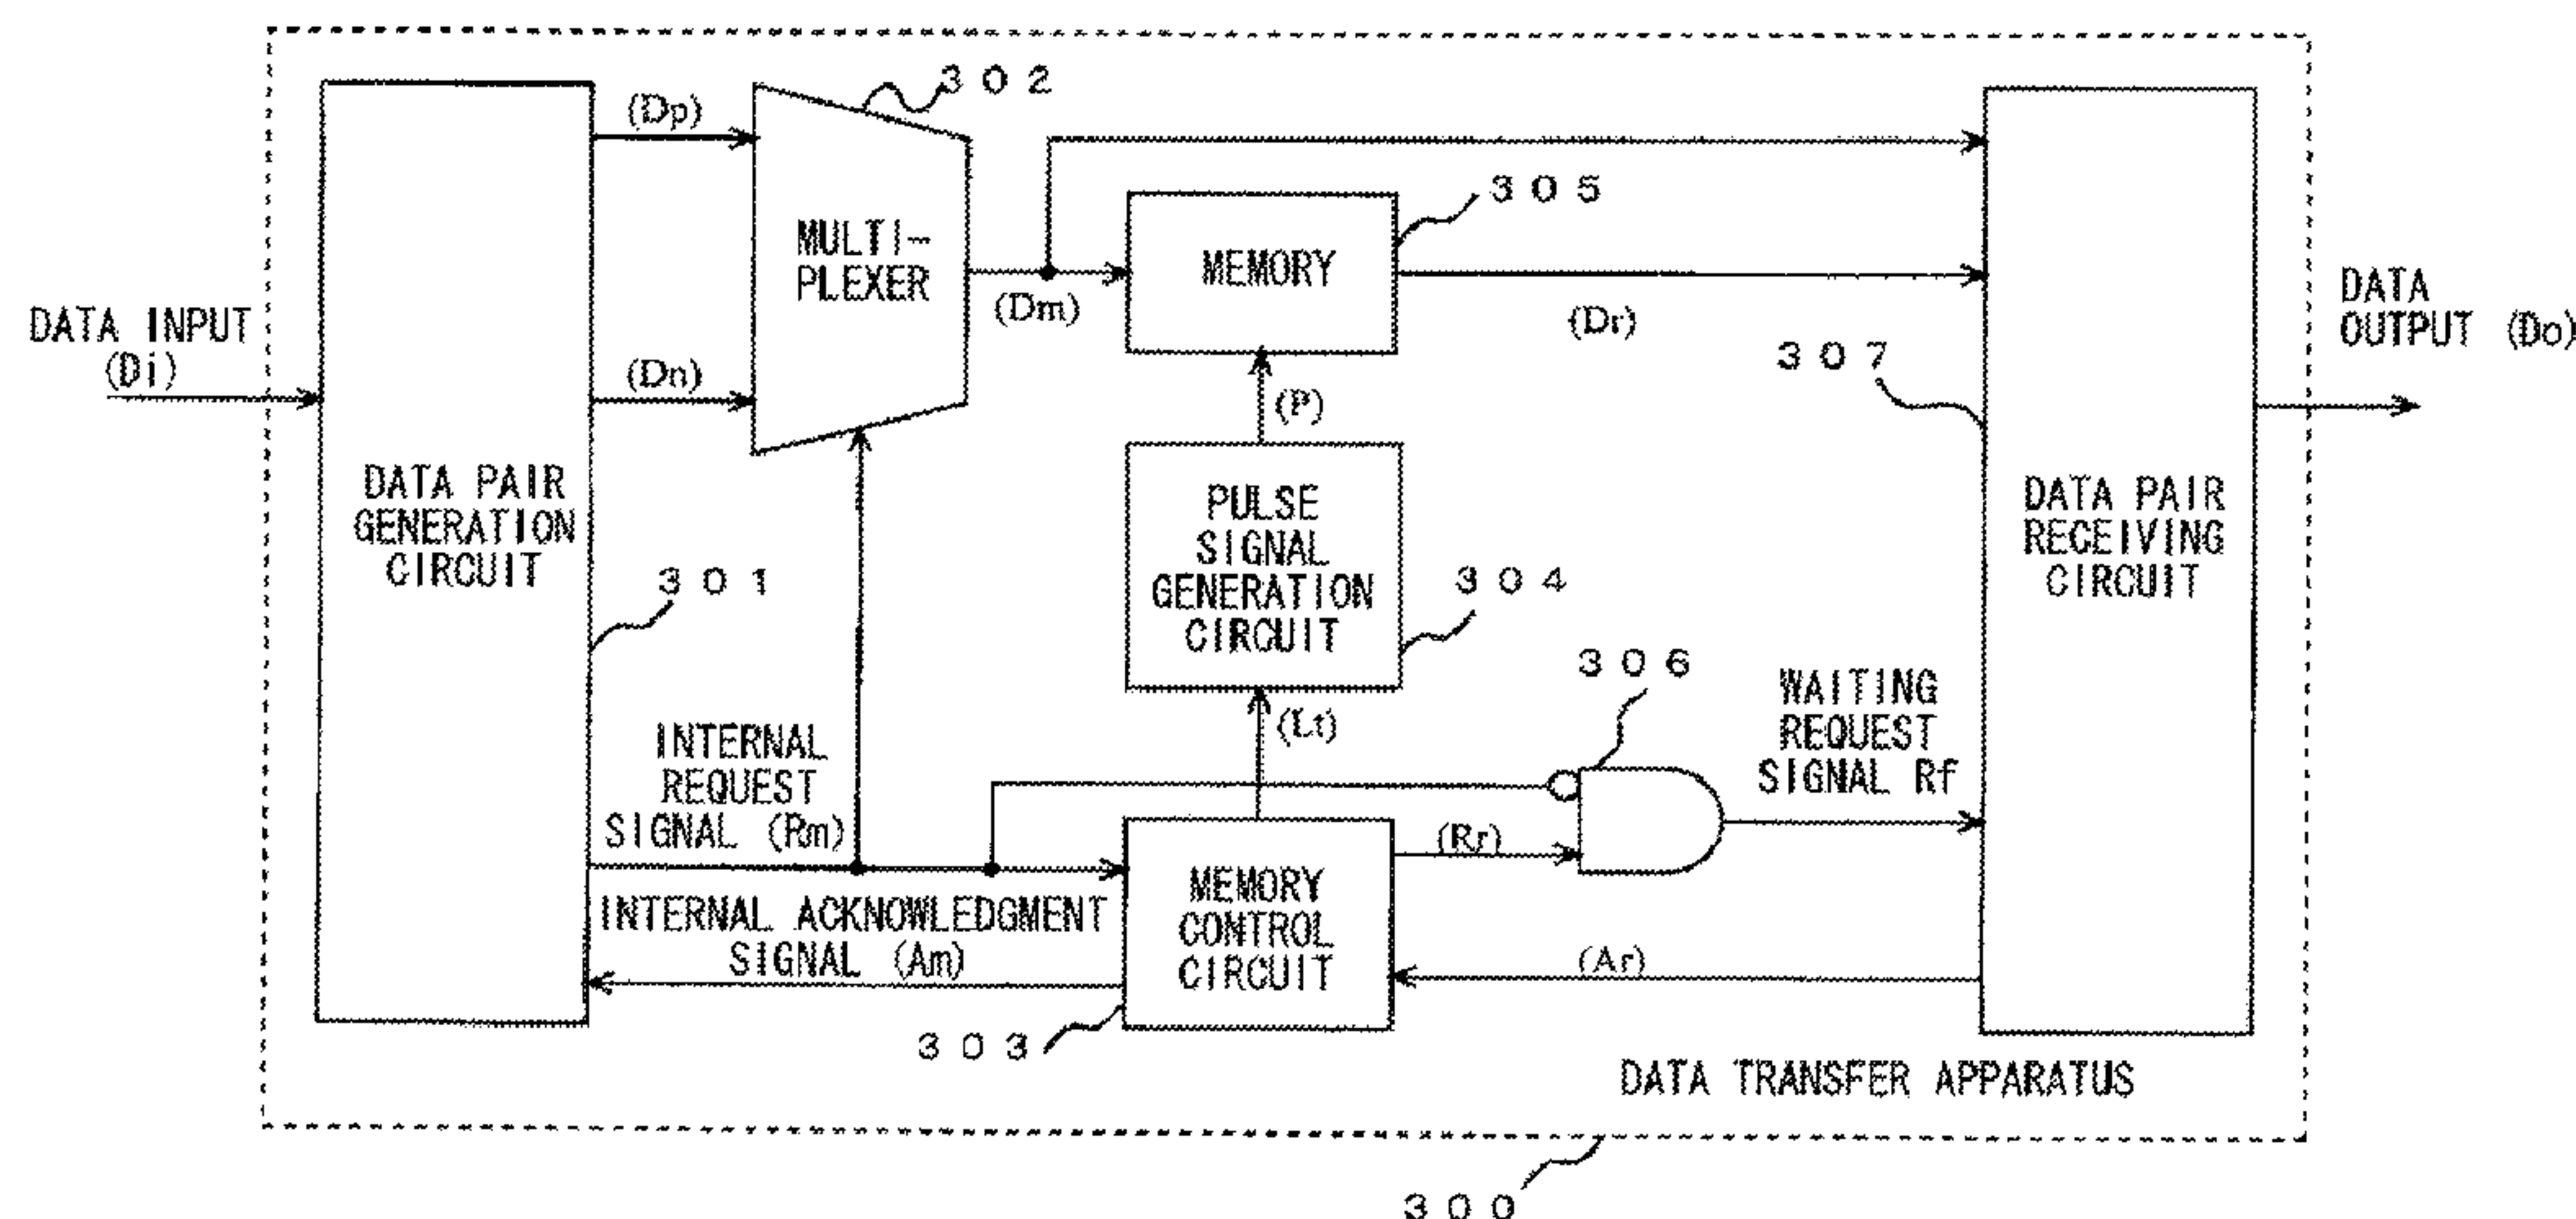 302
(Dp)
MULTI-
PLEXER
305
MEMORY
DATA INPUT
(Di)
(Dn)
(Dm)
(Dr)
307
DATA
OUTPUT (Do)
(P)
DATA PAIR
GENERATION
CIRCUIT
301
PULSE
SIGNAL
GENERATION
CIRCUIT
304
DATA PAIR
RECEIVING
CIRCUIT
306
WAITING
REQUEST
SIGNAL Rf
(Lt)
INTERNAL
REQUEST
SIGNAL (Rm)
(Rr)
MEMORY
CONTROL
CIRCUIT
INTERNAL ACKNOWLEDGMENT
SIGNAL (Am)
(Ar)
303
DATA TRANSFER APPARATUS
300